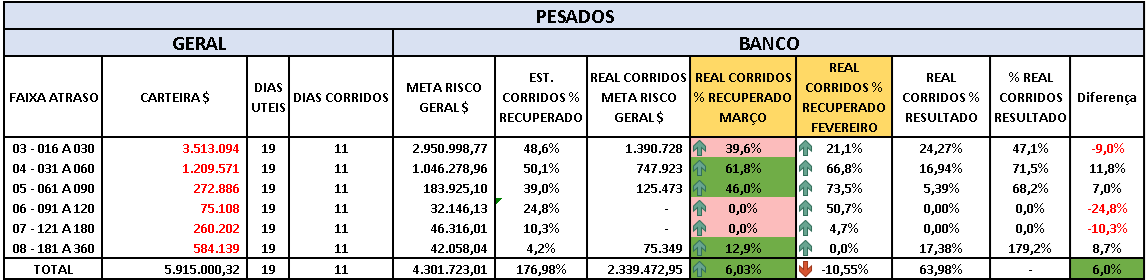 PESADOS
GERAL BANCO
FAIXA ATRASO CARTEIRA $ DIAS UTEIS DIAS CORRIDOS META RISCO GERAL $ EST. CORRIDOS % RECUPERADO REAL CORRIDOS META RISCO GERAL $ REAL CORRIDOS % RECUPERADO MARÇO REAL CORRIDOS % RECUPERADO FEVEREIRO REAL CORRIDOS % RESULTADO % REAL CORRIDOS RESULTADO Diferença
03 - 016 A 030 3.513.094 19 11 2.950.998,77 48,6% 1.390.728 39,6% 21,1% 24,27% 47,1% -9,0%
04 - 031 A 060 1.209.571 19 11 1.046.278,96 50,1% 747.923 61,8% 66,8% 16,94% 71,5% 11,8%
05 - 061 A 090 272.886 19 11 183.925,10 39,0% 125.473 46,0% 73,5% 5,39% 68,2% 7,0%
06 - 091 A 120 75.108 19 11 32.146,13 24,8% - 0,0% 50,7% 0,00% 0,0% -24,8%
07 - 121 A 180 260.202 19 11 46.316,01 10,3% - 0,0% 4,7% 0,00% 0,0% -10,3%
08 - 181 A 360 584.139 19 11 42.058,04 4,2% 75.349 12,9% 0,0% 17,38% 179,2% 8,7%
TOTAL 5.915.000,32 19 11 4.301.723,01 176,98% 2.339.472,95 6,03% -10,55% 63,98% - 6,0%